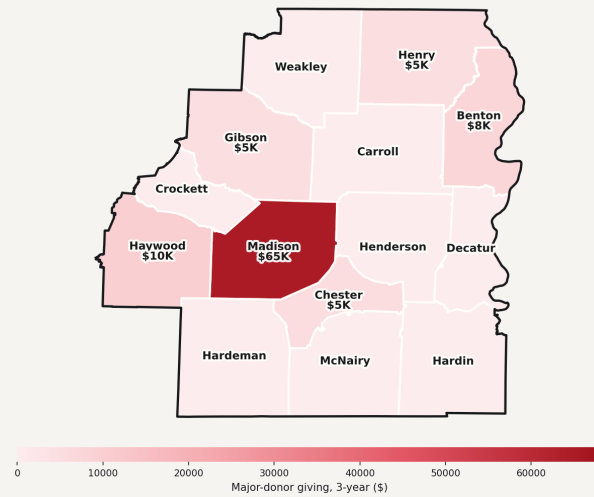 Henry
$5K
Weakley
Benton
$8K
Gibson
$5K
Carroll
Crockett
Haywood
$10K
Madison
$65K
Henderson
Decatur
Chester
$5K
Hardeman
McNairy
Hardin
0 10000 20000 30000 40000 50000 60000
Major-donor giving, 3-year ($)